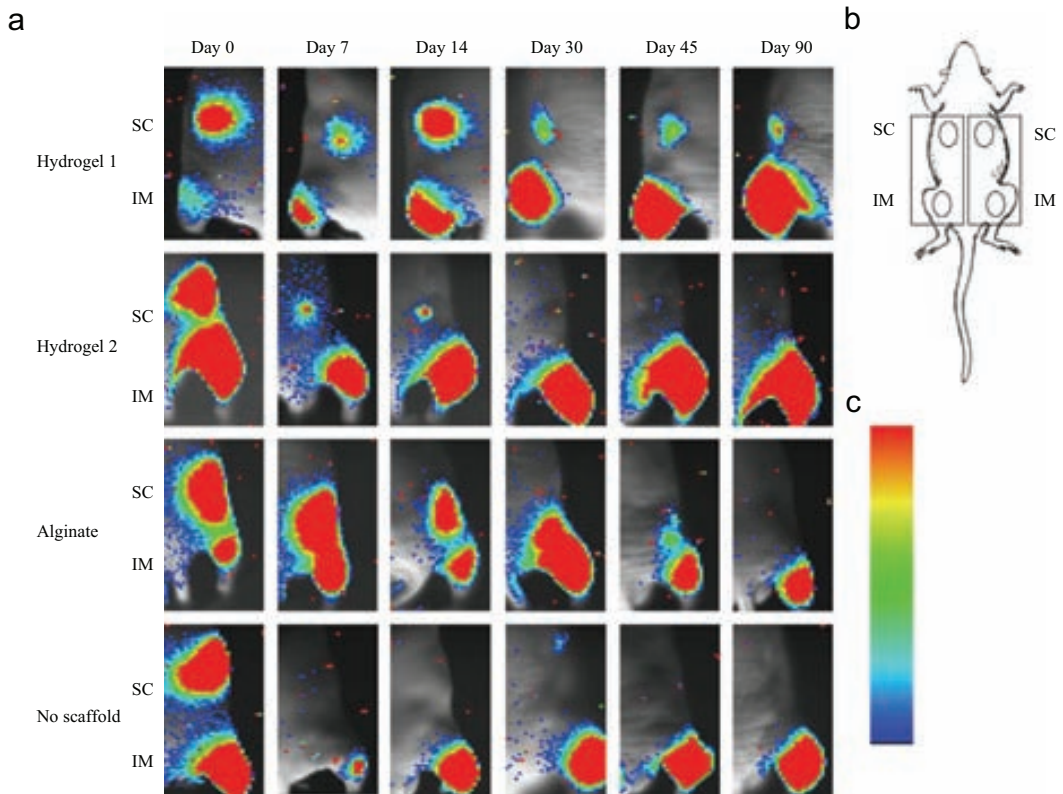 a
b
Day 0 Day 7 Day 14 Day 30 Day 45 Day 90
SC
Hydrogel 1
IM
SC
Hydrogel 2
IM
SC
Alginate
IM
SC
No scaffold
IM
SC SC
IM IM
c